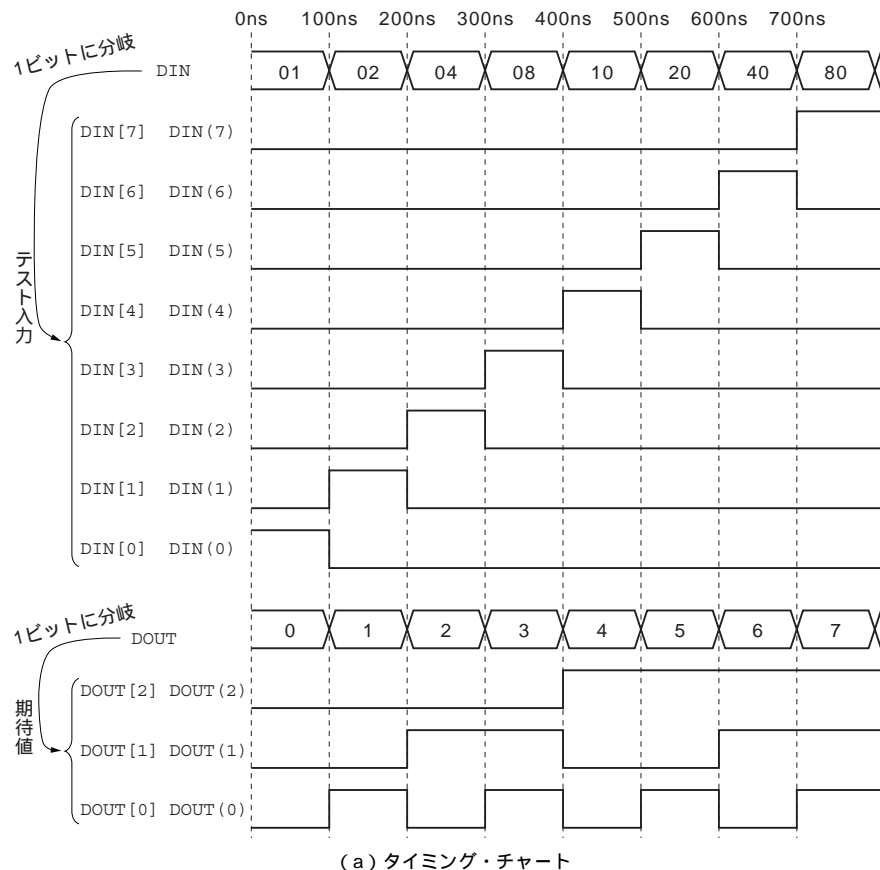 0ns 100ns 200ns 300ns 400ns 500ns 600ns 700ns
1ビットに分岐
DIN 01 02 04 08 10 20 40 80
テスト入力
DIN[7] DIN(7)
DIN[6] DIN(6)
DIN[5] DIN(5)
DIN[4] DIN(4)
DIN[3] DIN(3)
DIN[2] DIN(2)
DIN[1] DIN(1)
DIN[0] DIN(0)
1ビットに分岐
DOUT 0 1 2 3 4 5 6 7
期待値
DOUT[2] DOUT(2)
DOUT[1] DOUT(1)
DOUT[0] DOUT(0)
(a)タイミング・チャート